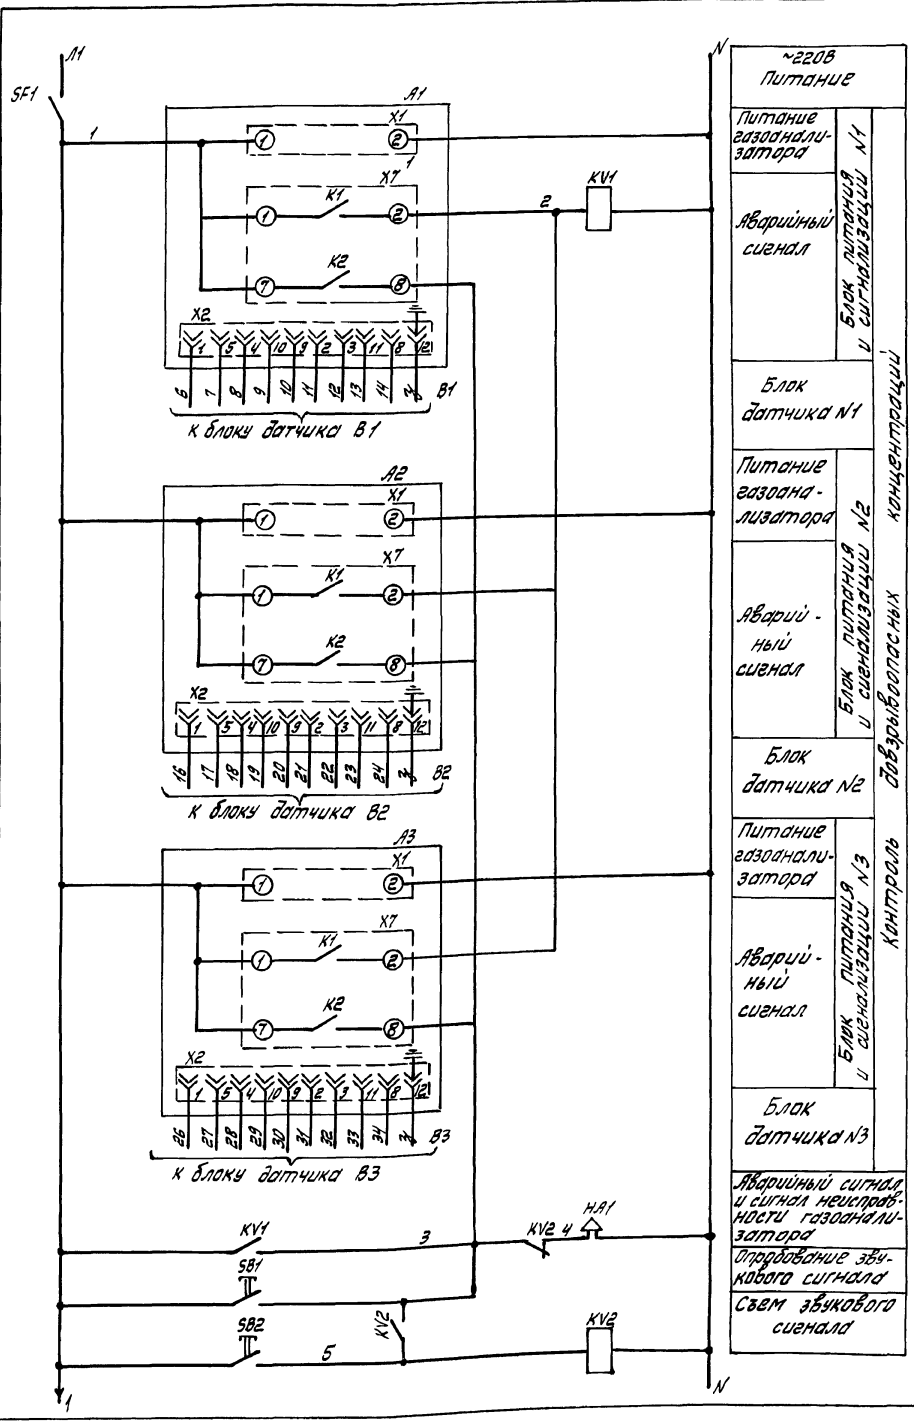 Л1
N
SF1
1
A1
X1
1 2
1
X7
1 K1 2
2
KV1
K2
7 8
X2
1 5 4 10 9 2 3 11 8 12
6 7 8 9 10 11 12 13 14
B1
К блоку датчика B1
A2
X1
1 2
X7
1 K1 2
K2
7 8
X2
1 5 4 10 9 2 3 11 8 12
16 17 18 19 20 21 22 23 24
B2
К блоку датчика B2
A3
X1
1 2
X7
1 K1 2
K2
7 8
X2
1 5 4 10 9 2 3 11 8 12
26 27 28 29 30 31 32 33 34
B3
К блоку датчика B3
KV1
3
KV2 4
HA1
SB1
KV2
SB2
5
KV2
1
N
~220В
Питание
Питание
газоанали-
затора
Аварийный
сигнал
Блок питания
и сигнализации N1
Блок
датчика N1
Питание
газоана-
лизатора
Аварий-
ный
сигнал
Блок питания
и сигнализации N2
Блок
датчика N2
Питание
газоанали-
затора
Аварий-
ный
сигнал
Блок питания
и сигнализации N3
Блок
датчика N3
Контроль довзрывоопасных концентраций
Аварийный сигнал
и сигнал неисправ-
ности газоанали-
затора
Опробование зву-
кового сигнала
Съем звукового
сигнала